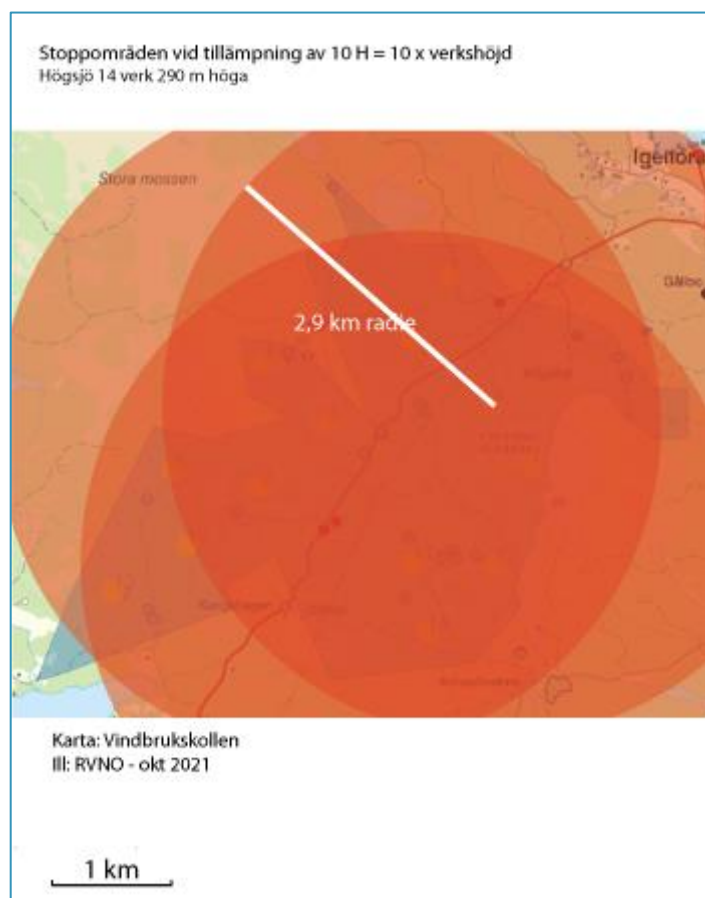 Stoppområden vid tillämpning av 10 H = 10 x verkshöjd
Högsjö 14 verk 290 m höga
Stora mossen
2,9 km radie
Karta: Vindbrukskollen
Ill: RVNO - okt 2021
1 km